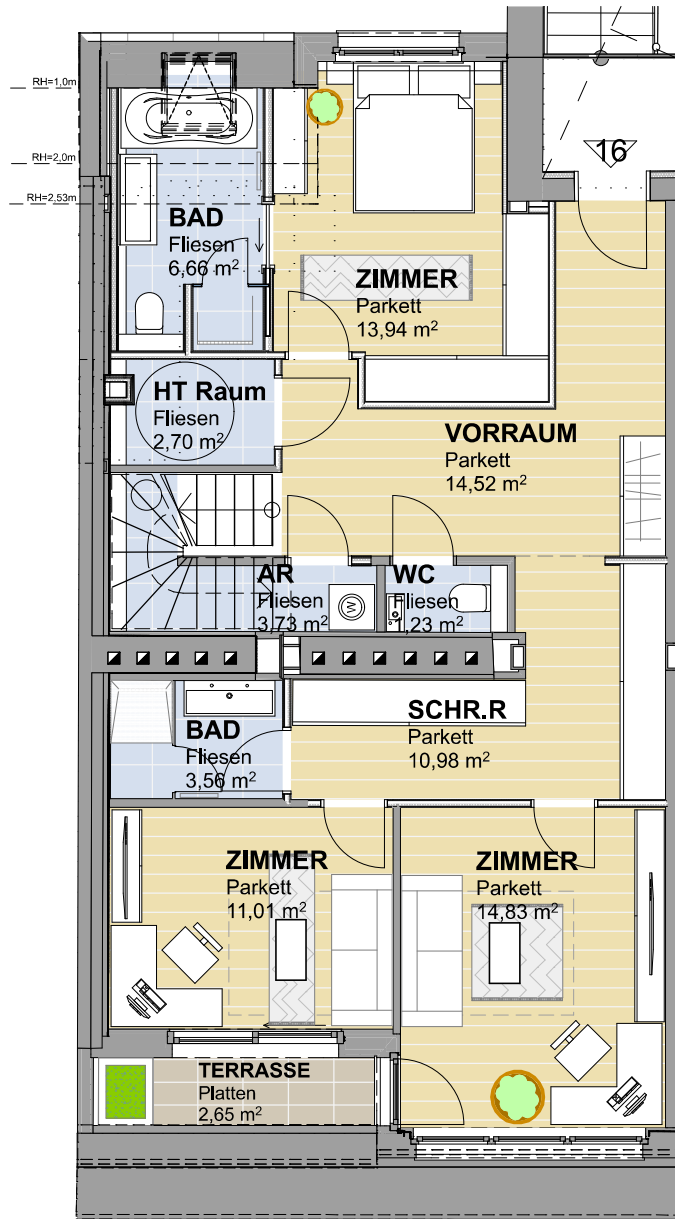 RH=1,0m
16
RH=2,0m
RH=2,53m
BAD
Fliesen
6,66 m²
ZIMMER
Parkett
13,94 m²
HT Raum
Fliesen
2,70 m²
VORRAUM
Parkett
14,52 m²
AR
Fliesen
3,73 m²
W
WC
Fliesen
1,23 m²
SCHR.R
Parkett
10,98 m²
BAD
Fliesen
3,56 m²
ZIMMER
Parkett
11,01 m²
ZIMMER
Parkett
14,83 m²
TERRASSE
Platten
2,65 m²